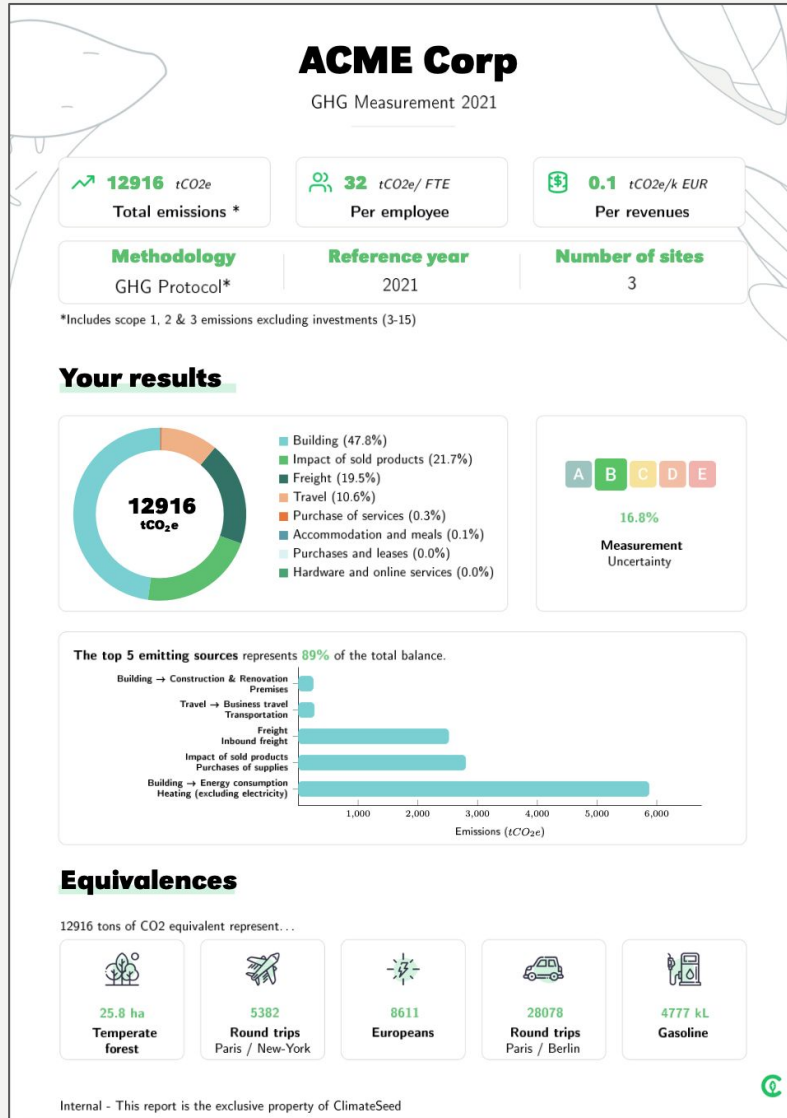 ACME Corp
GHG Measurement 2021
12916 tCO2e
Total emissions *
32 tCO2e/ FTE
Per employee
0.1 tCO2e/k EUR
Per revenues
Methodology
GHG Protocol*
Reference year
2021
Number of sites
3
*Includes scope 1, 2 & 3 emissions excluding investments (3-15)
Your results
12916
tCO₂e
Building (47.8%)
Impact of sold products (21.7%)
Freight (19.5%)
Travel (10.6%)
Purchase of services (0.3%)
Accommodation and meals (0.1%)
Purchases and leases (0.0%)
Hardware and online services (0.0%)
A B C D E
16.8%
Measurement
Uncertainty
The top 5 emitting sources represents 89% of the total balance.
Building → Construction & Renovation
Premises
Travel → Business travel
Transportation
Freight
Inbound freight
Impact of sold products
Purchases of supplies
Building → Energy consumption
Heating (excluding electricity)
1,000 2,000 3,000 4,000 5,000 6,000
Emissions (tCO₂e)
Equivalences
12916 tons of CO2 equivalent represent...
25.8 ha
Temperate
forest
5382
Round trips
Paris / New-York
8611
Europeans
28078
Round trips
Paris / Berlin
4777 kL
Gasoline
Internal - This report is the exclusive property of ClimateSeed